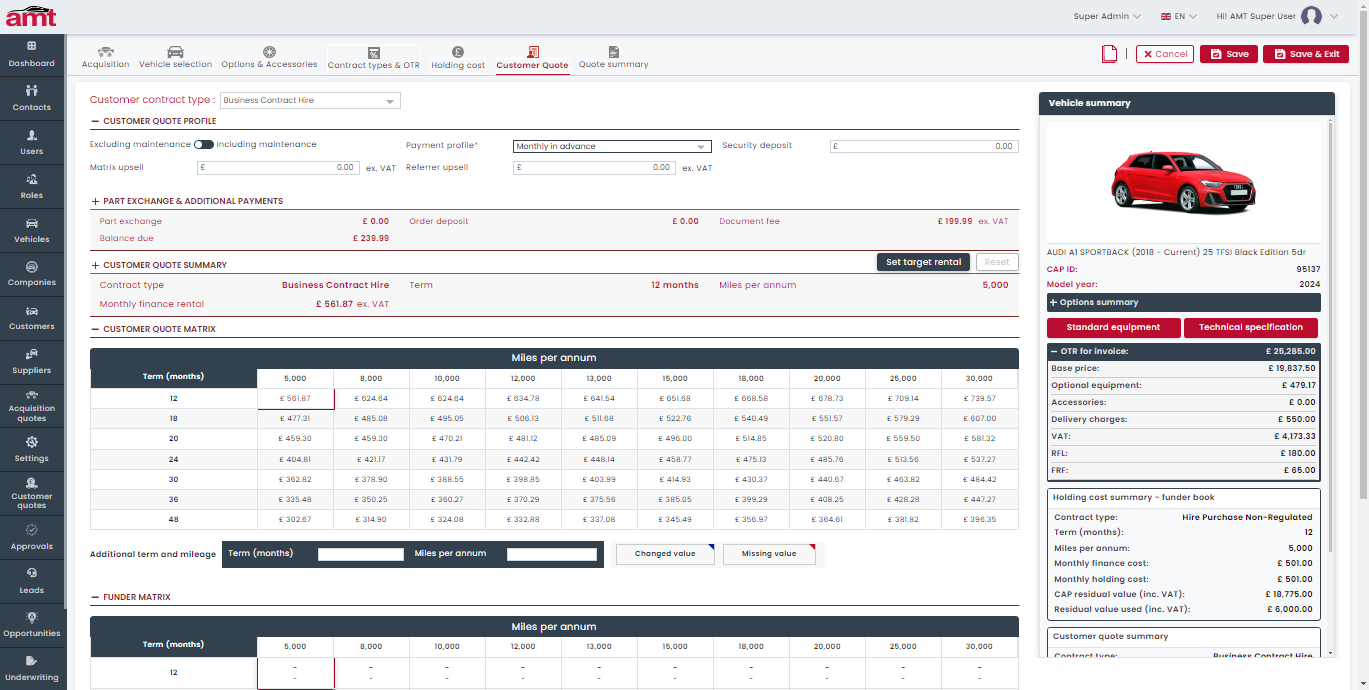 amt
Super Admin
EN
Hi! AMT Super User
Dashboard
Contacts
Users
Roles
Vehicles
Companies
Customers
Suppliers
Acquisition
quotes
Settings
Customer
quotes
Approvals
Leads
Opportunities
Underwriting
Acquisition Vehicle selection Options & Accessories Contract types & OTR Holding cost Customer Quote Quote summary
Cancel Save Save & Exit
Customer contract type : Business Contract Hire
CUSTOMER QUOTE PROFILE
Excluding maintenance Including maintenance Payment profile* Monthly in advance Security deposit £ 0.00
Matrix upsell £ 0.00 ex. VAT Referrer upsell £ 0.00 ex. VAT
PART EXCHANGE & ADDITIONAL PAYMENTS
Part exchange £ 0.00 Order deposit £ 0.00 Document fee £ 199.99 ex. VAT
Balance due £ 239.99
CUSTOMER QUOTE SUMMARY Set target rental Reset
Contract type Business Contract Hire Term 12 months Miles per annum 5,000
Monthly finance rental £ 561.87 ex. VAT
CUSTOMER QUOTE MATRIX
Miles per annum
Term (months) 5,000 8,000 10,000 12,000 13,000 15,000 18,000 20,000 25,000 30,000
12 £ 561.87 £ 624.64 £ 624.64 £ 634.78 £ 641.54 £ 651.68 £ 668.58 £ 678.73 £ 709.14 £ 739.57
18 £ 477.31 £ 485.08 £ 495.05 £ 506.13 £ 511.68 £ 522.76 £ 540.49 £ 551.57 £ 579.29 £ 607.00
20 £ 459.30 £ 459.30 £ 470.21 £ 481.12 £ 485.09 £ 496.00 £ 514.85 £ 520.80 £ 559.50 £ 581.32
24 £ 404.81 £ 421.17 £ 431.79 £ 442.42 £ 448.14 £ 458.77 £ 475.13 £ 485.76 £ 513.56 £ 537.27
30 £ 362.82 £ 378.90 £ 388.55 £ 398.85 £ 403.99 £ 414.93 £ 430.37 £ 440.67 £ 463.82 £ 484.42
36 £ 335.48 £ 350.25 £ 360.27 £ 370.29 £ 375.56 £ 385.05 £ 399.29 £ 408.25 £ 428.28 £ 447.27
48 £ 302.67 £ 314.90 £ 324.08 £ 332.88 £ 337.08 £ 345.49 £ 356.97 £ 364.61 £ 381.82 £ 396.35
Additional term and mileage Term (months) Miles per annum Changed value Missing value
FUNDER MATRIX
Miles per annum
Term (months) 5,000 8,000 10,000 12,000 13,000 15,000 18,000 20,000 25,000 30,000
12 - - - - - - - - - -
- - - - - - - - - -
Vehicle summary
AUDI A1 SPORTBACK (2018 - Current) 25 TFSI Black Edition 5dr
CAP ID: 95137
Model year: 2024
+ Options summary
Standard equipment Technical specification
− OTR for invoice: £ 25,285.00
Base price: £ 19,837.50
Optional equipment: £ 479.17
Accessories: £ 0.00
Delivery charges: £ 550.00
VAT: £ 4,173.33
RFL: £ 180.00
FRF: £ 65.00
Holding cost summary - funder book
Contract type: Hire Purchase Non-Regulated
Term (months): 12
Miles per annum: 5,000
Monthly finance cost: £ 501.00
Monthly holding cost: £ 501.00
CAP residual value (inc. VAT): £ 18,775.00
Residual value used (inc. VAT): £ 6,000.00
Customer quote summary
Contract type: Business Contract Hire